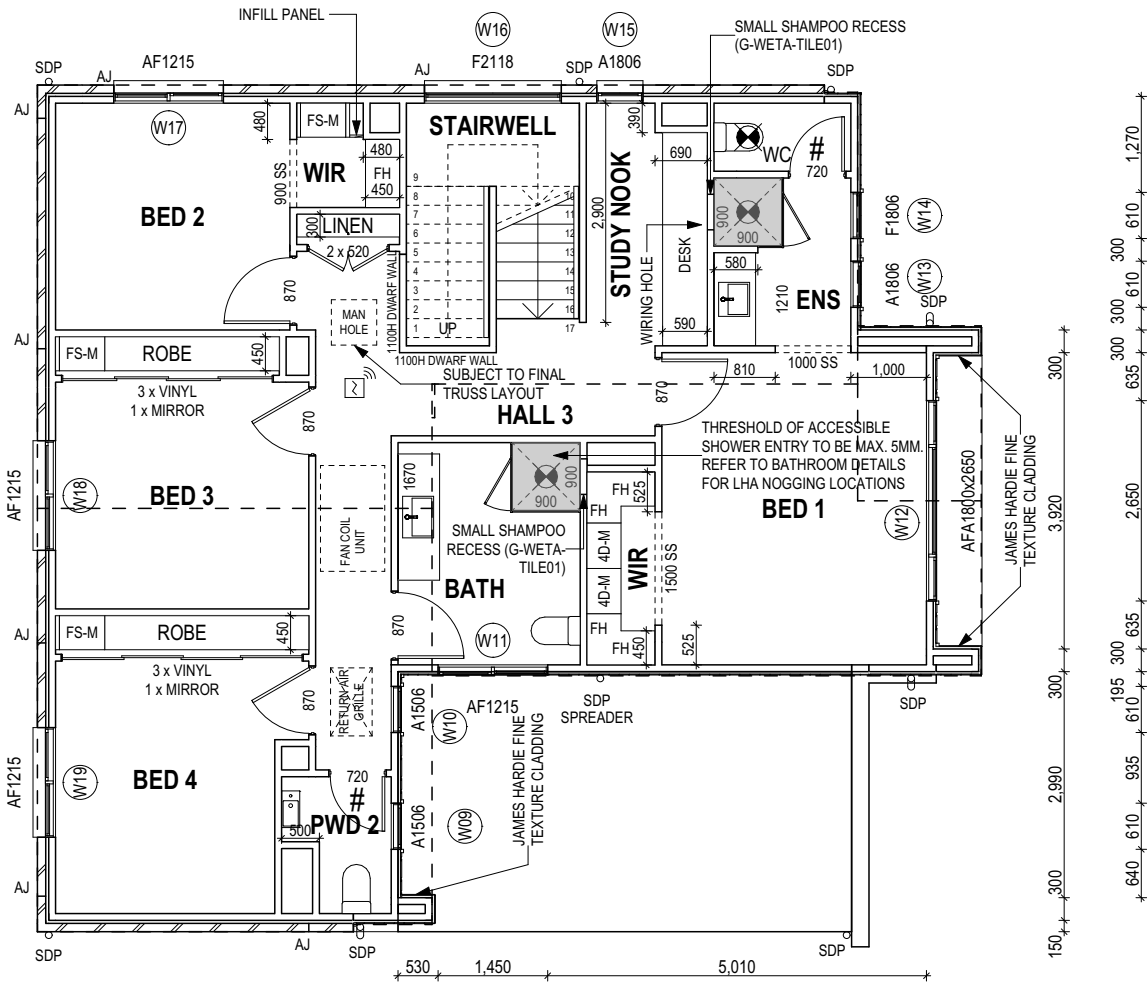 INFILL PANEL
W16
W15
SMALL SHAMPOO RECESS
(G-WETA-TILE01)
SDP
AF1215
AJ
F2118
SDP
A1806
SDP
AJ
W17
480
FS-M
STAIRWELL
390
WC
#
720
1,270
480
FH
450
WIR
900 SS
690
STUDY NOOK
2,900
BED 2
9
8
7
6
5
4
3
2
1
10
11
12
13
14
15
16
17
300
LINEN
2 x 520
900
900
F1806
W14
610
WIRING HOLE
DESK
580
1210
ENS
300
A1806
W13
SDP
610
300
870
MAN
HOLE
1100H DWARF WALL
UP
590
AJ
FS-M
ROBE
450
1100H DWARF WALL
SUBJECT TO FINAL
TRUSS LAYOUT
1000 SS
810
1,000
300
635
3 x VINYL
1 x MIRROR
870
HALL 3
870
THRESHOLD OF ACCESSIBLE
SHOWER ENTRY TO BE MAX. 5MM.
REFER TO BATHROOM DETAILS
FOR LHA NOGGING LOCATIONS
AF1215
W18
BED 3
FAN COIL
UNIT
1670
900
900
FH
525
BED 1
W12
AFA1800x2650
JAMES HARDIE FINE
TEXTURE CLADDING
3,920
2,650
SMALL SHAMPOO
RECESS (G-WETA-
TILE01)
4D-M
4D-M
WIR
1500 SS
BATH
AJ
FS-M
ROBE
450
870
W11
FH
FH
450
525
635
300
3 x VINYL
1 x MIRROR
870
RETURN AIR
GRILLE
A1506
W10
AF1215
SDP
SPREADER
SDP
300
195
610
AF1215
W19
BED 4
720
#
PWD 2
500
A1506
W09
JAMES HARDIE FINE
TEXTURE CLADDING
2,990
935
610
AJ
300
640
SDP
AJ
SDP
SDP
150
530
1,450
5,010